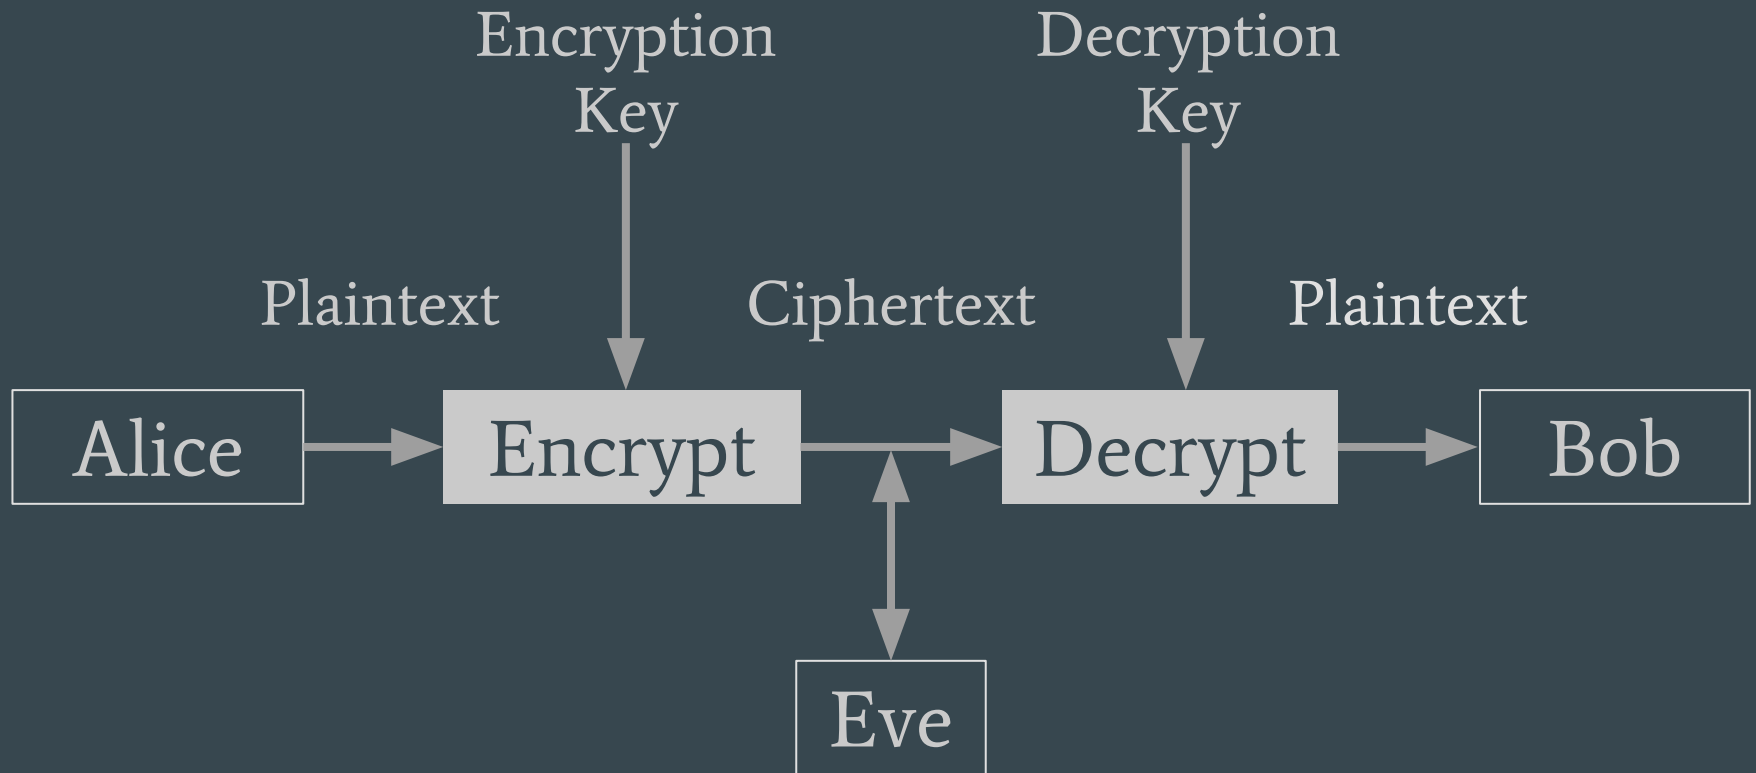 Encryption
Key
Decryption
Key
Plaintext
Ciphertext
Plaintext
Alice
Encrypt
Decrypt
Bob
Eve